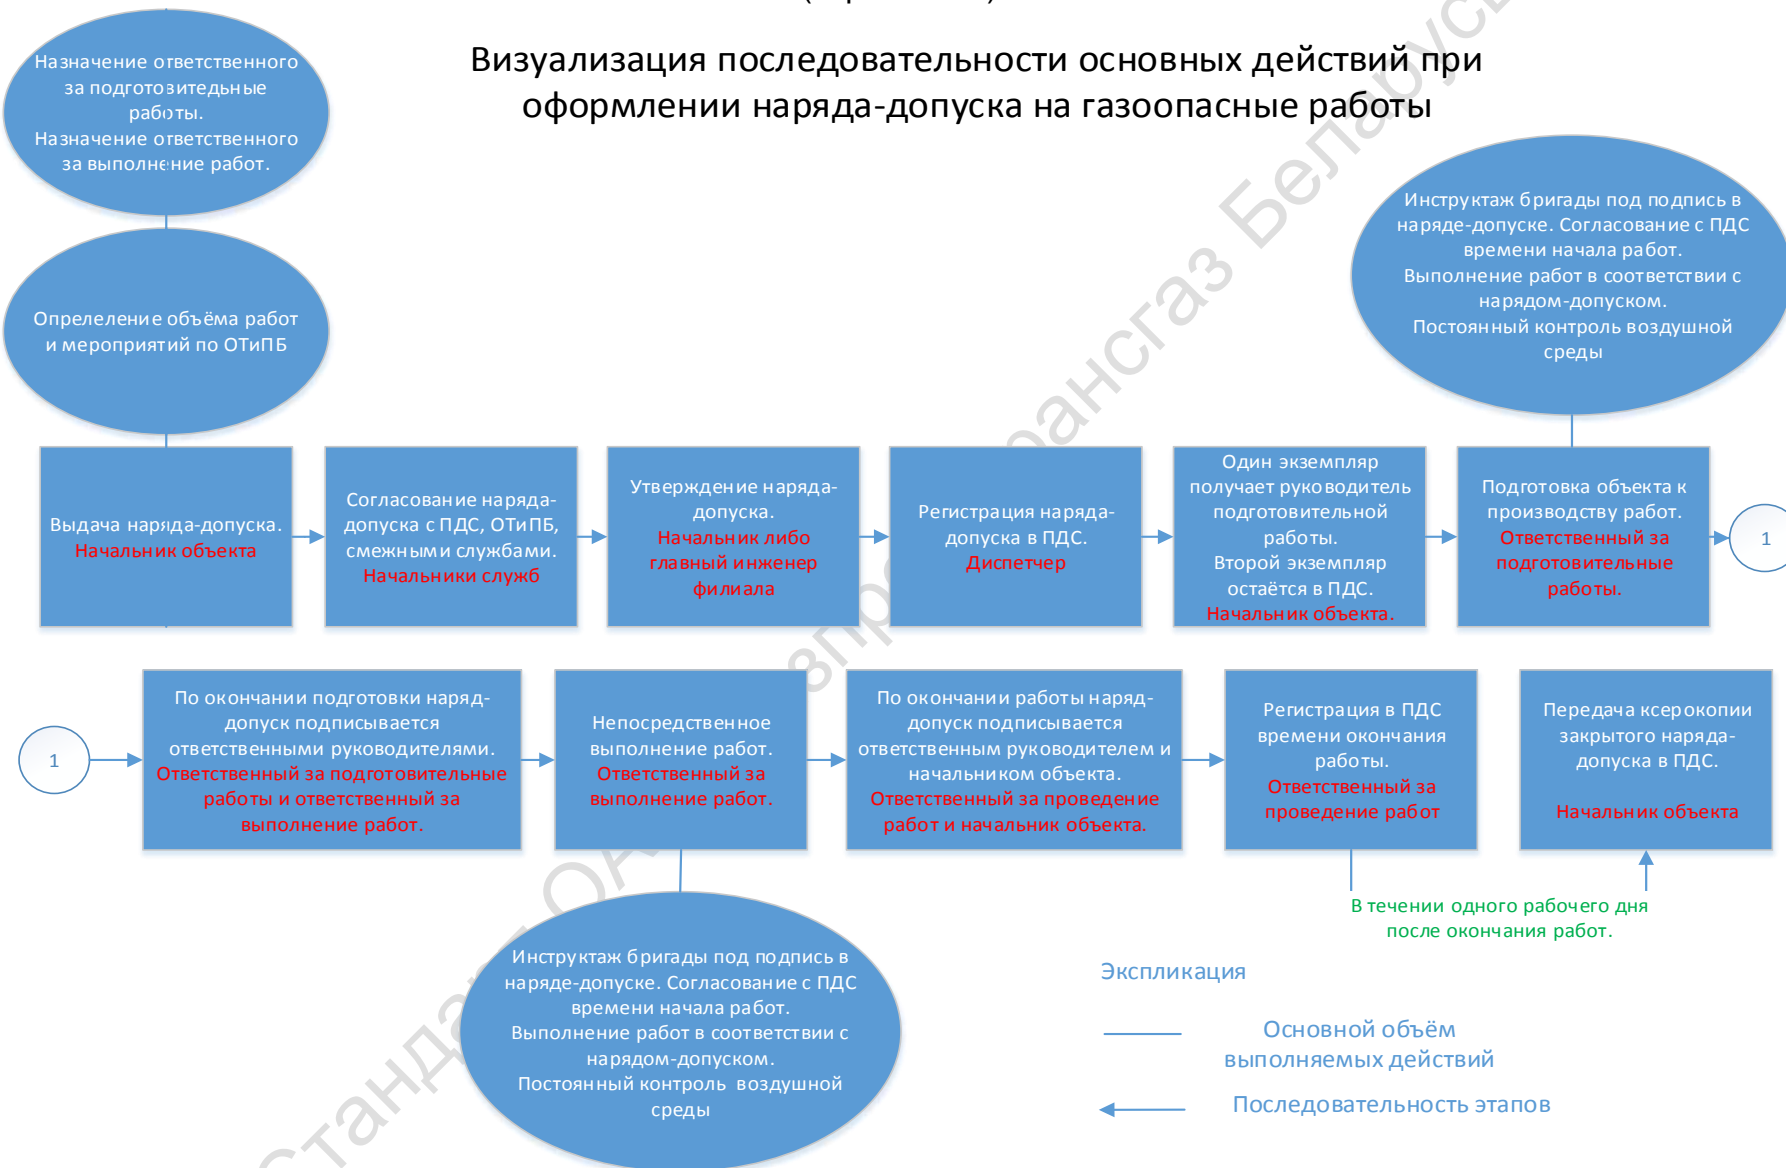 Визуализация последовательности основных действий при
оформлении наряда-допуска на газоопасные работы
Назначение ответственного
за подготовитедьные
работы.
Назначение ответственного
за выполнение работ.
Опрелеление объёма работ
и мероприятий по ОТиПБ
Инструктаж бригады под подпись в
наряде-допуске. Согласование с ПДС
времени начала работ.
Выполнение работ в соответствии с
нарядом-допуском.
Постоянный контроль воздушной
среды
Выдача наряда-допуска.
Начальник объекта
Согласование наряда-
допуска с ПДС, ОТиПБ,
смежными службами.
Начальники служб
Утверждение наряда-
допуска.
Начальник либо
главный инженер
филиала
Регистрация наряда-
допуска в ПДС.
Диспетчер
Один экземпляр
получает руководитель
подготовительной
работы.
Второй экземпляр
остаётся в ПДС.
Начальник объекта.
Подготовка объекта к
производству работ.
Ответственный за
подготовительные
работы.
1
1
По окончании подготовки наряд-
допуск подписывается
ответственными руководителями.
Ответственный за подготовительные
работы и ответственный за
выполнение работ.
Непосредственное
выполнение работ.
Ответственный за
выполнение работ.
По окончании работы наряд-
допуск подписывается
ответственным руководителем и
начальником объекта.
Ответственный за проведение
работ и начальник объекта.
Регистрация в ПДС
времени окончания
работы.
Ответственный за
проведение работ
Передача ксерокопии
закрытого наряда-
допуска в ПДС.
Начальник объекта
В течении одного рабочего дня
после окончания работ.
Инструктаж бригады под подпись в
наряде-допуске. Согласование с ПДС
времени начала работ.
Выполнение работ в соответствии с
нарядом-допуском.
Постоянный контроль воздушной
среды
Экспликация
Основной объём
выполняемых действий
Последовательность этапов